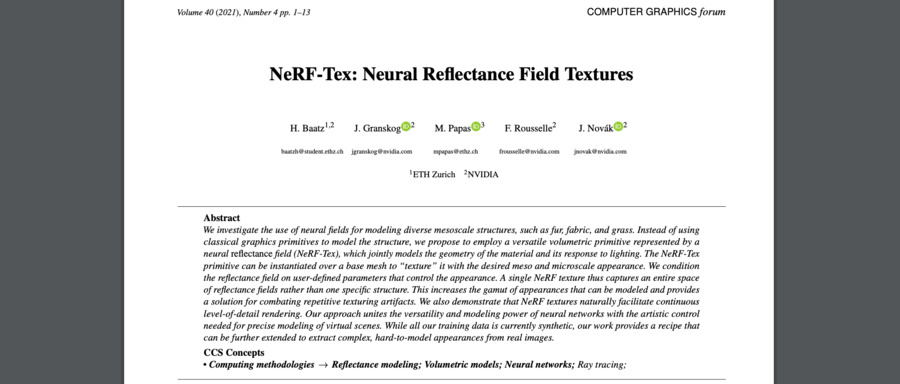 Volume 40 (2021), Number 4 pp. 1–13 COMPUTER GRAPHICS forum
NeRF-Tex: Neural Reflectance Field Textures
H. Baatz1,2 J. Granskog iD 2 M. Papas iD 3 F. Rousselle2 J. Novák iD 2
baatzh@student.ethz.ch jgranskog@nvidia.com mpapas@ethz.ch frousselle@nvidia.com jnovak@nvidia.com
1ETH Zurich 2NVIDIA
Abstract
We investigate the use of neural fields for modeling diverse mesoscale structures, such as fur, fabric, and grass. Instead of using
classical graphics primitives to model the structure, we propose to employ a versatile volumetric primitive represented by a
neural reflectance field (NeRF-Tex), which jointly models the geometry of the material and its response to lighting. The NeRF-Tex
primitive can be instantiated over a base mesh to “texture” it with the desired meso and microscale appearance. We condition
the reflectance field on user-defined parameters that control the appearance. A single NeRF texture thus captures an entire space
of reflectance fields rather than one specific structure. This increases the gamut of appearances that can be modeled and provides
a solution for combating repetitive texturing artifacts. We also demonstrate that NeRF textures naturally facilitate continuous
level-of-detail rendering. Our approach unites the versatility and modeling power of neural networks with the artistic control
needed for precise modeling of virtual scenes. While all our training data is currently synthetic, our work provides a recipe that
can be further extended to extract complex, hard-to-model appearances from real images.
CCS Concepts
• Computing methodologies → Reflectance modeling; Volumetric models; Neural networks; Ray tracing;